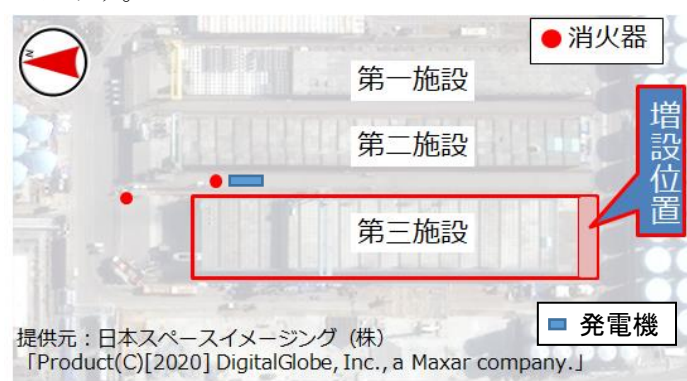 す。
N
消火器
第一施設
増設位置
第二施設
第三施設
発電機
提供元：日本スペースイメージング（株）
「Product(C)[2020] DigitalGlobe, Inc., a Maxar company.」